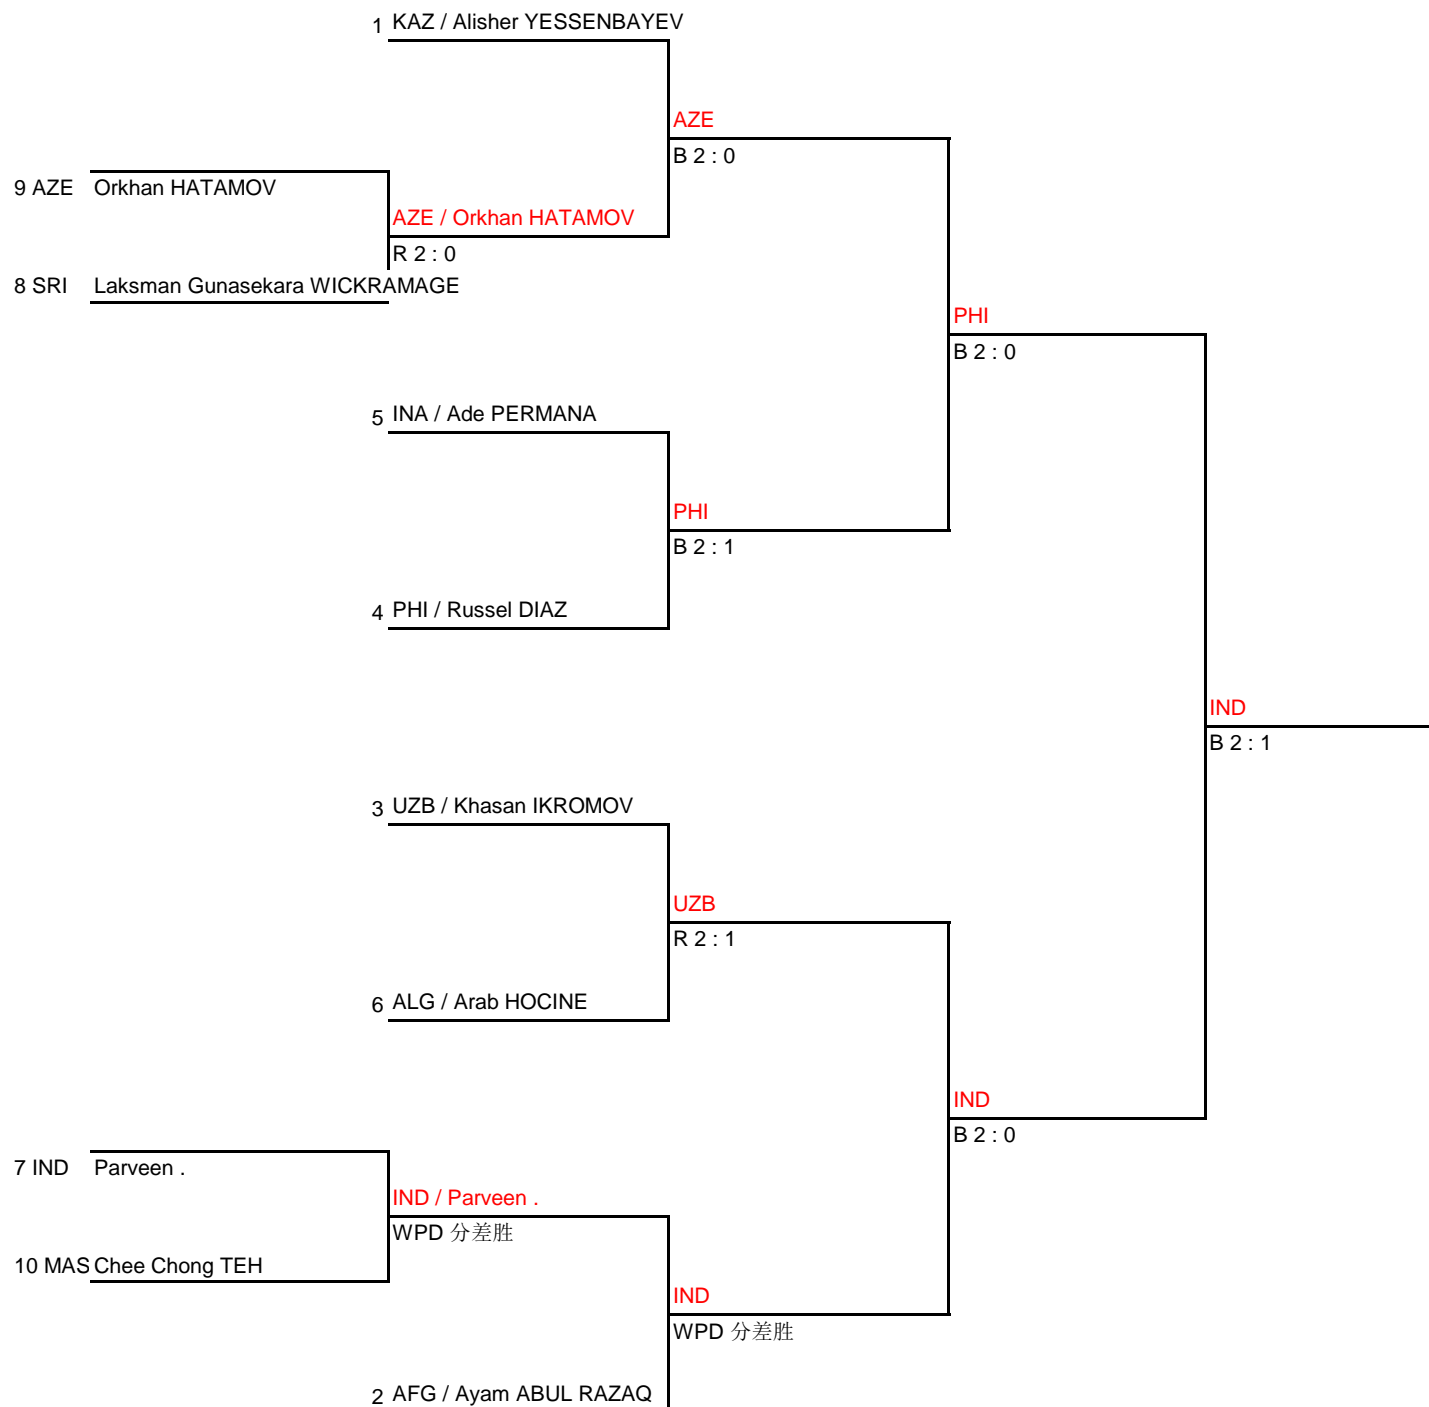 1 KAZ / Alisher YESSENBAYEV
AZE
B 2 : 0
9 AZE Orkhan HATAMOV
AZE / Orkhan HATAMOV
R 2 : 0
8 SRI Laksman Gunasekara WICKRAMAGE
PHI
B 2 : 0
5 INA / Ade PERMANA
PHI
B 2 : 1
4 PHI / Russel DIAZ
IND
B 2 : 1
3 UZB / Khasan IKROMOV
UZB
R 2 : 1
6 ALG / Arab HOCINE
IND
B 2 : 0
7 IND Parveen .
IND / Parveen .
WPD 分差胜
10 MAS Chee Chong TEH
IND
WPD 分差胜
2 AFG / Ayam ABUL RAZAQ